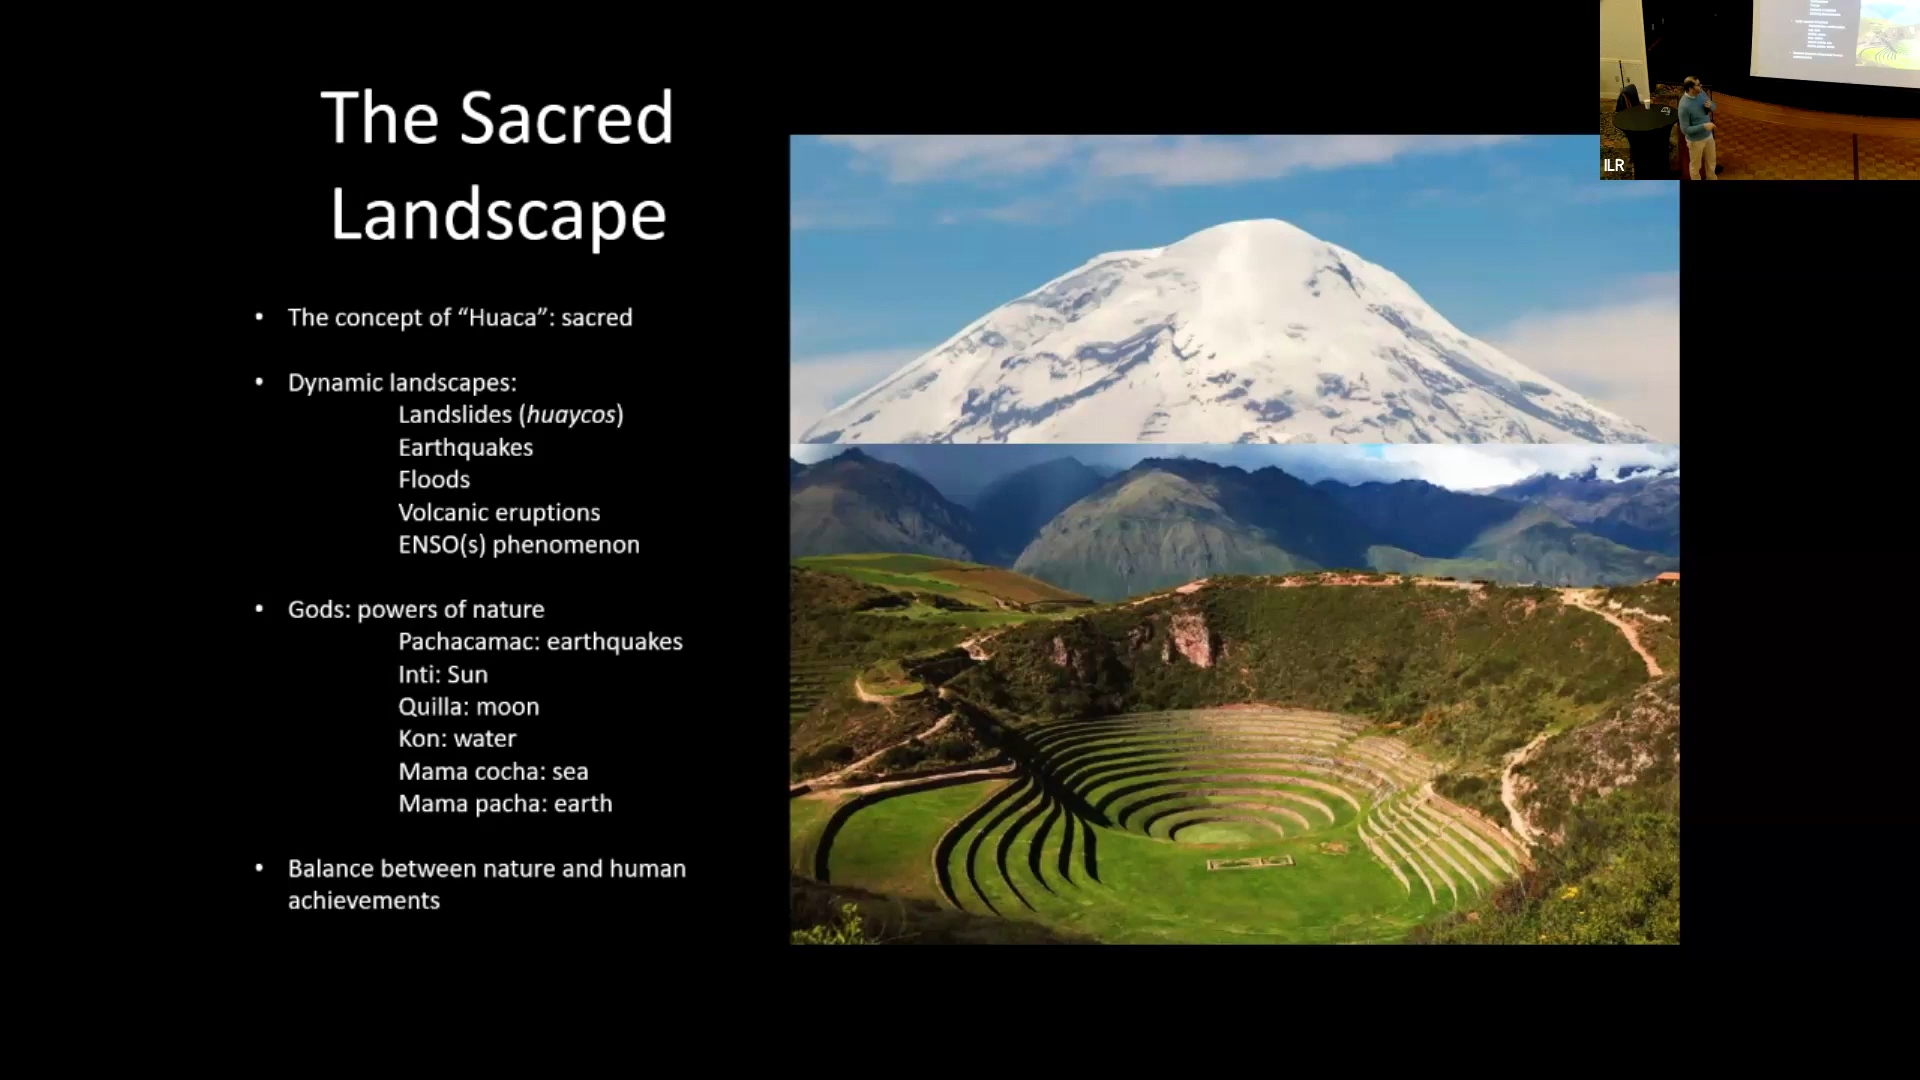 The Sacred
Landscape
• The concept of “Huaca”: sacred
• Dynamic landscapes:
Landslides (huaycos)
Earthquakes
Floods
Volcanic eruptions
ENSO(s) phenomenon
• Gods: powers of nature
Pachacamac: earthquakes
Inti: Sun
Quilla: moon
Kon: water
Mama cocha: sea
Mama pacha: earth
• Balance between nature and human
achievements
ILR